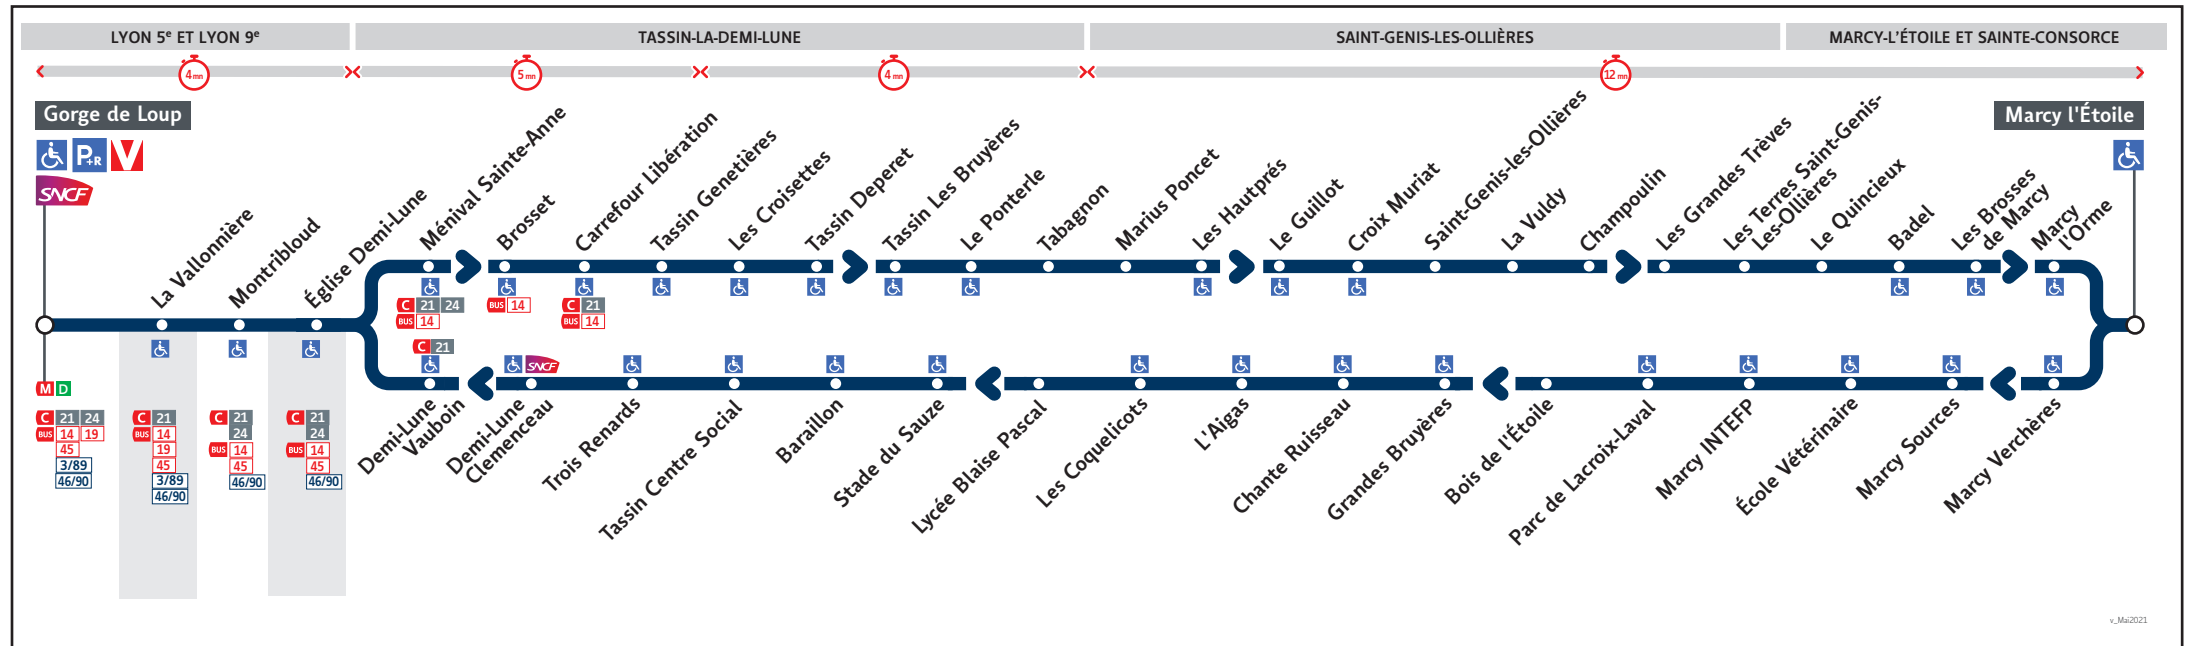 LYON 5e ET LYON 9e
TASSIN-LA-DEMI-LUNE
SAINT-GENIS-LES-OLLIÈRES
MARCY-L'ÉTOILE ET SAINTE-CONSORCE
4 mn
5 mn
4 mn
12 mn
Gorge de Loup
Marcy l'Étoile
P+R
V
SNCF
La Vallonnière
Montribloud
Église Demi-Lune
Ménival Sainte-Anne
Brosset
Carrefour Libération
Tassin Genetières
Les Croisettes
Tassin Deperet
Tassin Les Bruyères
Le Ponterle
Tabagnon
Marius Poncet
Les Hautprés
Le Guillot
Croix Muriat
Saint-Genis-les-Ollières
La Vuldy
Champoulin
Les Grandes Trèves
Les Terres Saint-Genis-
Les-Ollières
Le Quincieux
Badel
Les Brosses
de Marcy
Marcy
l'Orme
C 21 24
BUS 14
BUS 14
C 21
BUS 14
C 21
SNCF
M D
C 21 24
BUS 14 19
45
3/89
46/90
C 21
BUS 14
19
45
3/89
46/90
C 21
24
BUS 14
45
46/90
C 21
24
BUS 14
45
46/90
Demi-Lune
Vauboin
Demi-Lune
Clemenceau
Trois Renards
Tassin Centre Social
Baraillon
Stade du Sauze
Lycée Blaise Pascal
Les Coquelicots
L'Aigas
Chante Ruisseau
Grandes Bruyères
Bois de l'Étoile
Parc de Lacroix-Laval
Marcy INTEFP
École Vétérinaire
Marcy Sources
Marcy Verchères
v_Mai2021